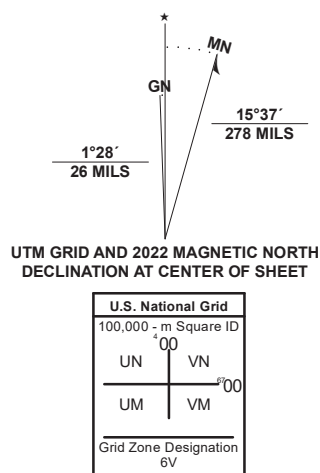 ★
MN
GN
15°37´
278 MILS
1°28´
26 MILS
UTM GRID AND 2022 MAGNETIC NORTH
DECLINATION AT CENTER OF SHEET
U.S. National Grid
100,000 - m Square ID
⁴00
UN VN
⁶⁷00
UM VM
Grid Zone Designation
6V